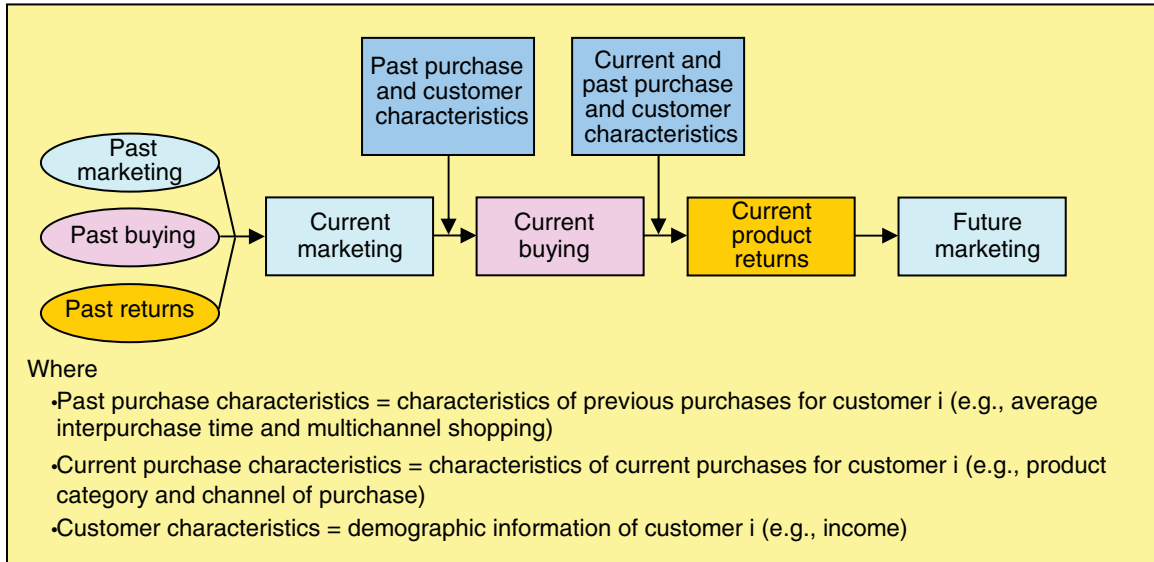 Past purchase
and customer
characteristics
Current and
past purchase
and customer
characteristics
Past
marketing
Past buying
Past returns
Current
marketing
Current
buying
Current
product
returns
Future
marketing
Where
•Past purchase characteristics = characteristics of previous purchases for customer i (e.g., average
interpurchase time and multichannel shopping)
•Current purchase characteristics = characteristics of current purchases for customer i (e.g., product
category and channel of purchase)
•Customer characteristics = demographic information of customer i (e.g., income)